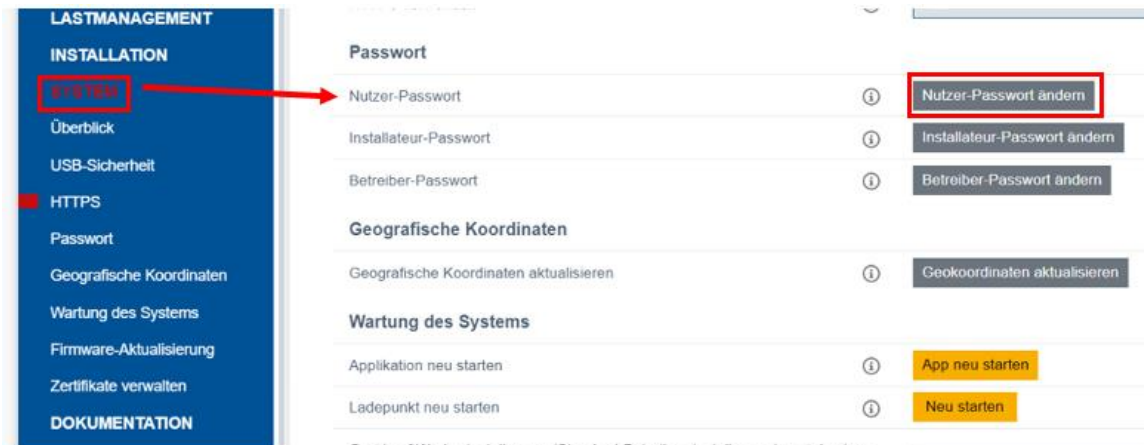 LASTMANAGEMENT
INSTALLATION
SYSTEM
Überblick
USB-Sicherheit
HTTPS
Passwort
Geografische Koordinaten
Wartung des Systems
Firmware-Aktualisierung
Zertifikate verwalten
DOKUMENTATION
Passwort
Nutzer-Passwort
Nutzer-Passwort ändern
Installateur-Passwort
Installateur-Passwort ändern
Betreiber-Passwort
Betreiber-Passwort ändern
Geografische Koordinaten
Geografische Koordinaten aktualisieren
Geokoordinaten aktualisieren
Wartung des Systems
Applikation neu starten
App neu starten
Ladepunkt neu starten
Neu starten